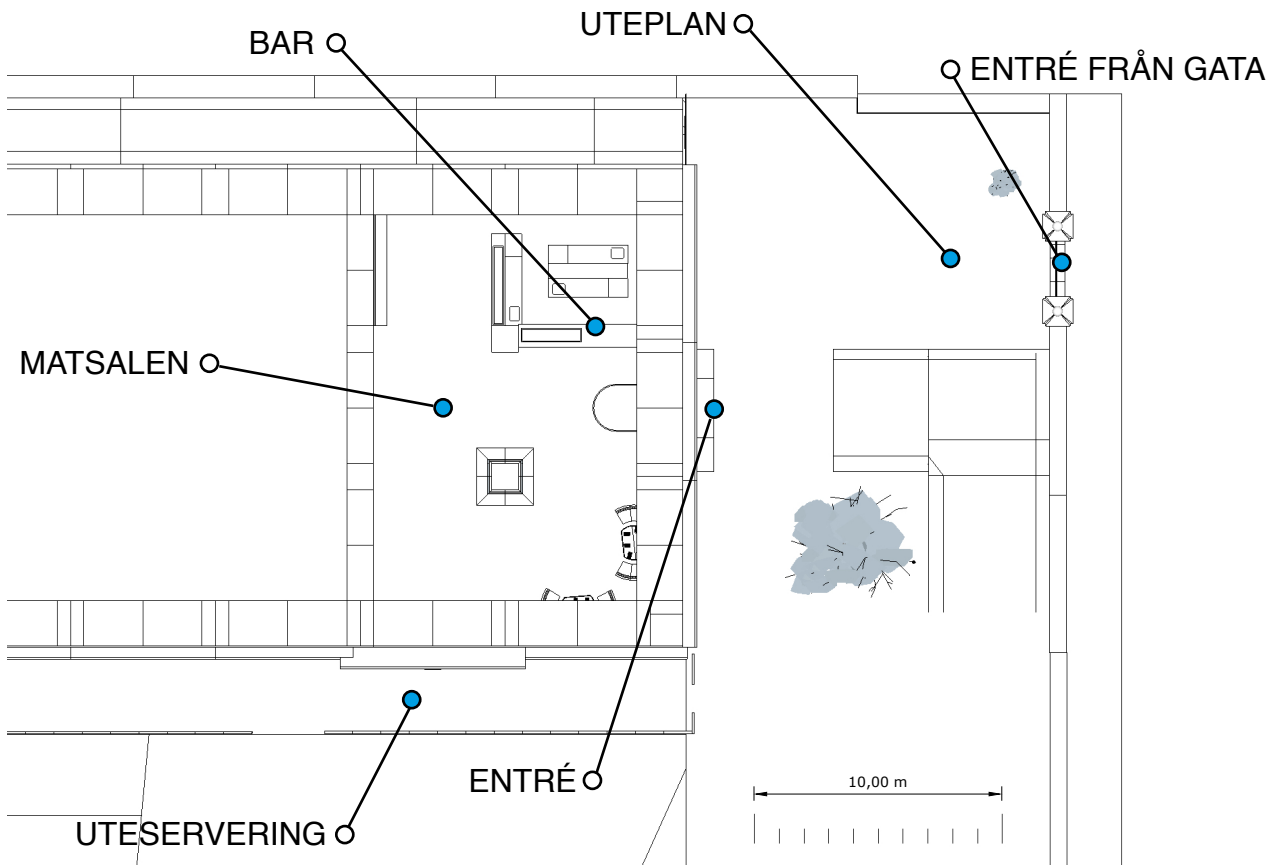 UTEPLAN
BAR
ENTRÉ FRÅN GATA
MATSALEN
ENTRÉ
10,00 m
UTESERVERING